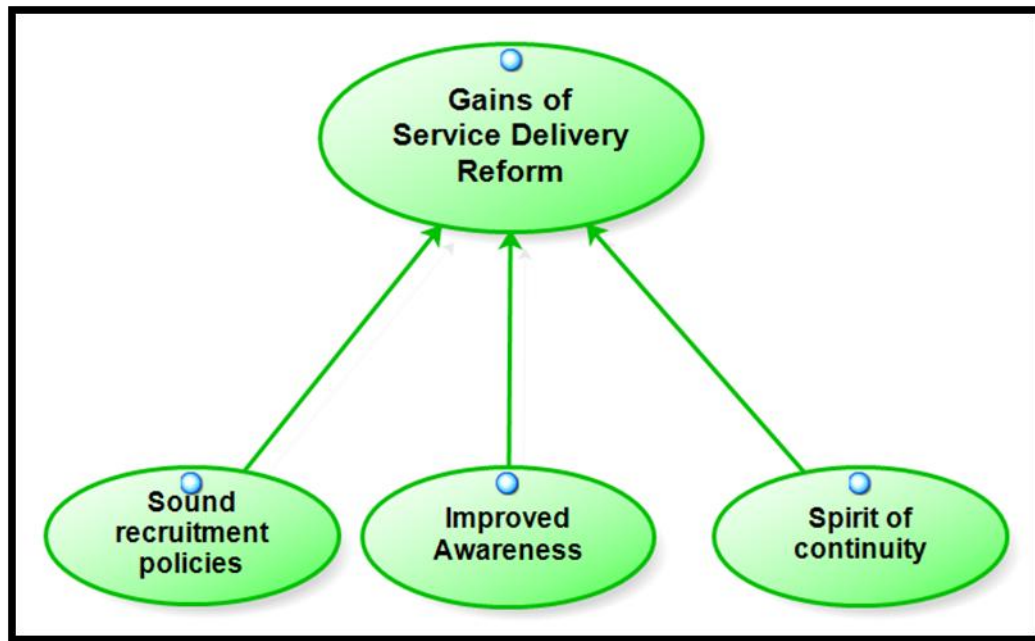 Gains of
Service Delivery
Reform
Sound
recruitment
policies
Improved
Awareness
Spirit of
continuity